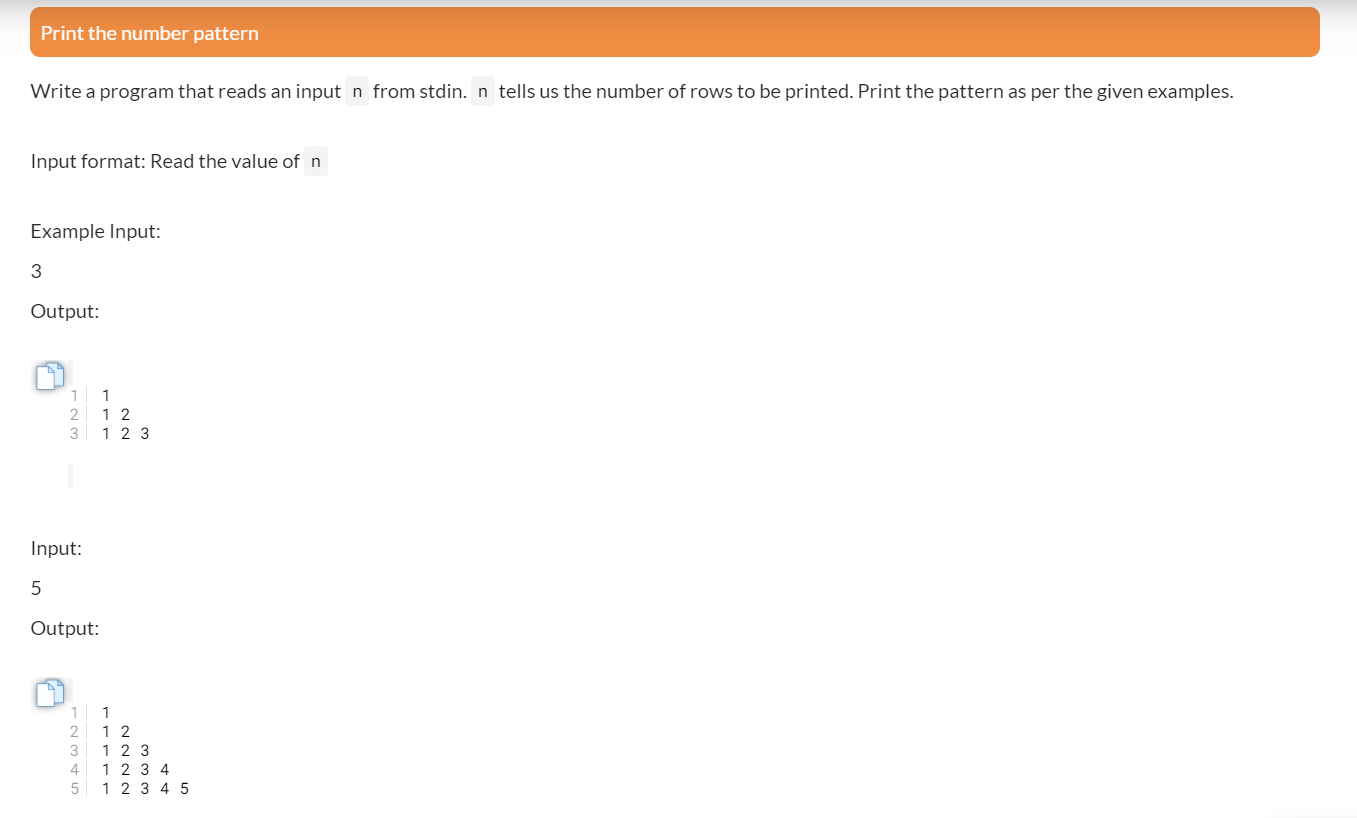 Print the number pattern
Write a program that reads an input n from stdin. n tells us the number of rows to be printed. Print the pattern as per the given examples.
Input format: Read the value of n
Example Input:
3
Output:
1 1
2 1 2
3 1 2 3
Input:
5
Output:
1 1
2 1 2
3 1 2 3
4 1 2 3 4
5 1 2 3 4 5